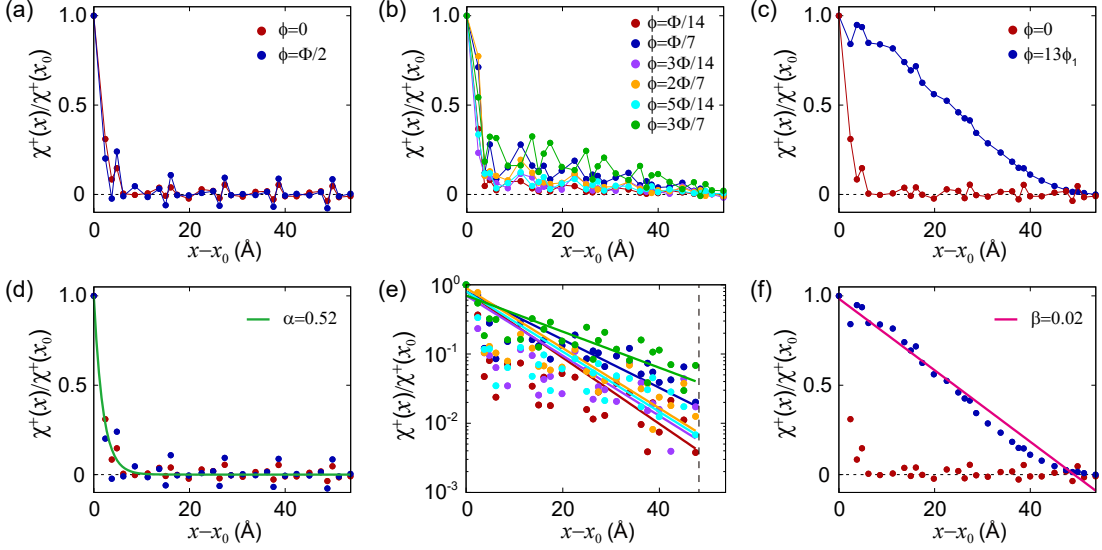 (a)
χ⁺(x)/χ⁺(x₀)
1.0
0.5
0
ϕ=0
ϕ=Φ/2
0 20 40
x−x₀ (Å)
(b)
χ⁺(x)/χ⁺(x₀)
1.0
0.5
0
ϕ=Φ/14
ϕ=Φ/7
ϕ=3Φ/14
ϕ=2Φ/7
ϕ=5Φ/14
ϕ=3Φ/7
0 20 40
x−x₀ (Å)
(c)
χ⁺(x)/χ⁺(x₀)
1.0
0.5
0
ϕ=0
ϕ=13ϕ₁
0 20 40
x−x₀ (Å)
(d)
χ⁺(x)/χ⁺(x₀)
1.0
0.5
0
α=0.52
0 20 40
x−x₀ (Å)
(e)
χ⁺(x)/χ⁺(x₀)
10⁰
10⁻¹
10⁻²
10⁻³
0 20 40
x−x₀ (Å)
(f)
χ⁺(x)/χ⁺(x₀)
1.0
0.5
0
β=0.02
0 20 40
x−x₀ (Å)